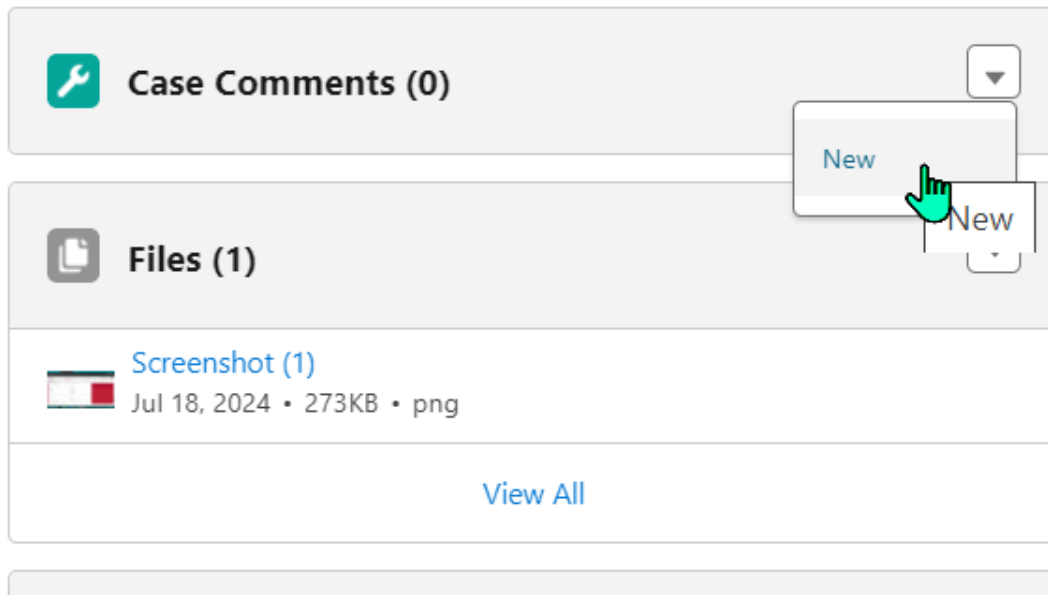 Case Comments (0)
New
New
Files (1)
Screenshot (1)
Jul 18, 2024 • 273KB • png
View All